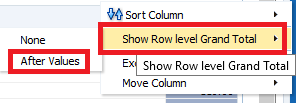 Sort Column
None
Show Row level Grand Total
After Values
Show Row level Grand Total
Move Column